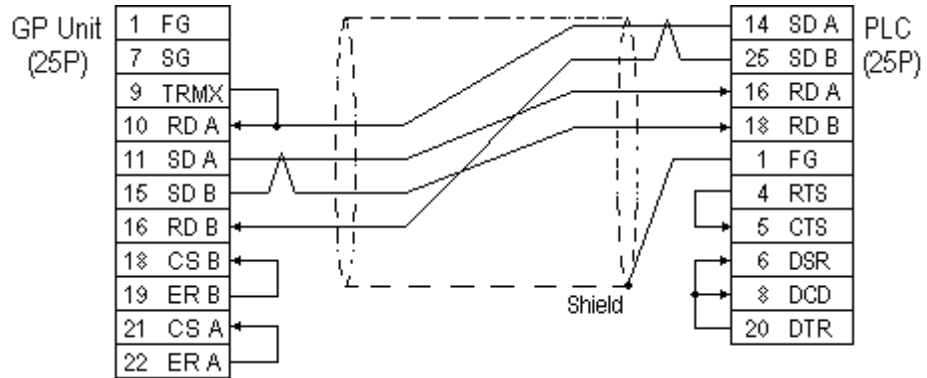 GP Unit
(25P)
1 FG
7 SG
9 TRMX
10 RD A
11 SD A
15 SD B
16 RD B
18 CS B
19 ER B
21 CS A
22 ER A
Shield
14 SD A
25 SD B
16 RD A
18 RD B
1 FG
4 RTS
5 CTS
6 DSR
8 DCD
20 DTR
PLC
(25P)